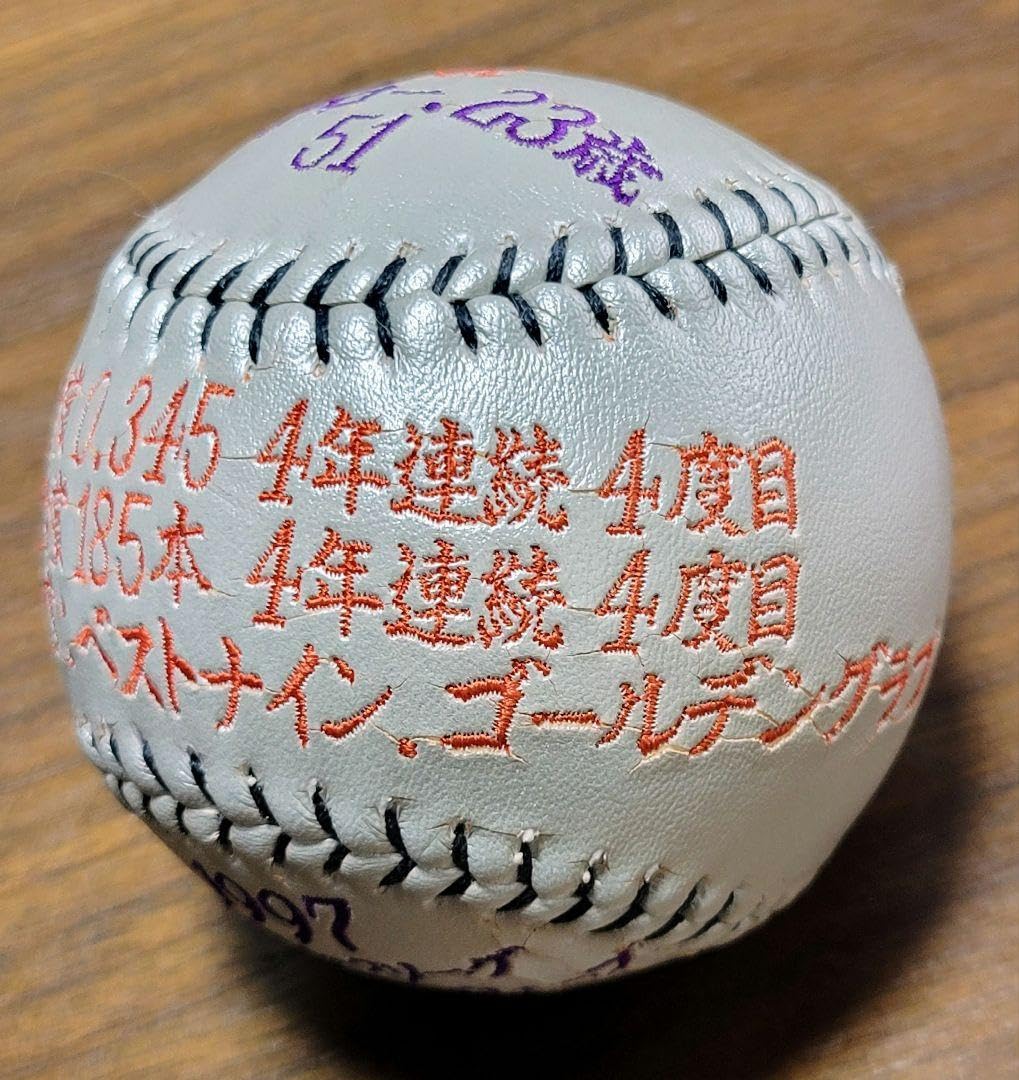 ー. 23歳
51
0.345 4年連続 4度目
185本 4年連続 4度目
ベストナイン、ゴールデングラブ
1997